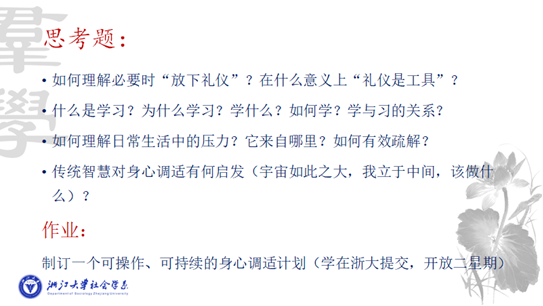 羣學
思考题：
• 如何理解必要时“放下礼仪”？在什么意义上“礼仪是工具”？
• 什么是学习？为什么学习？学什么？如何学？学与习的关系？
• 如何理解日常生活中的压力？它来自哪里？如何有效疏解？
• 传统智慧对身心调适有何启发（宇宙如此之大，我立于中间，该做什
么）？
作业：
制订一个可操作、可持续的身心调适计划（学在浙大提交，开放二星期）
浙江大学社会学系
Department of Sociology Zhejiang University